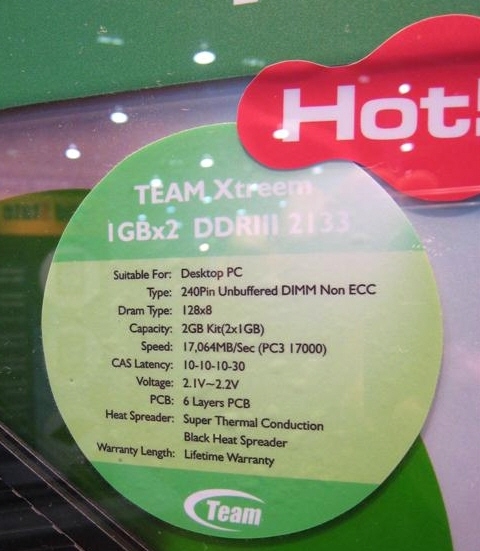 Hot!
TEAM Xtreem
1GBx2 DDRIII 2133
Suitable For: Desktop PC
Type: 240Pin Unbuffered DIMM Non ECC
Dram Type: 128x8
Capacity: 2GB Kit(2x1GB)
Speed: 17,064MB/Sec (PC3 17000)
CAS Latency: 10-10-10-30
Voltage: 2.1V~2.2V
PCB: 6 Layers PCB
Heat Spreader: Super Thermal Conduction
Black Heat Spreader
Warranty Length: Lifetime Warranty
Team